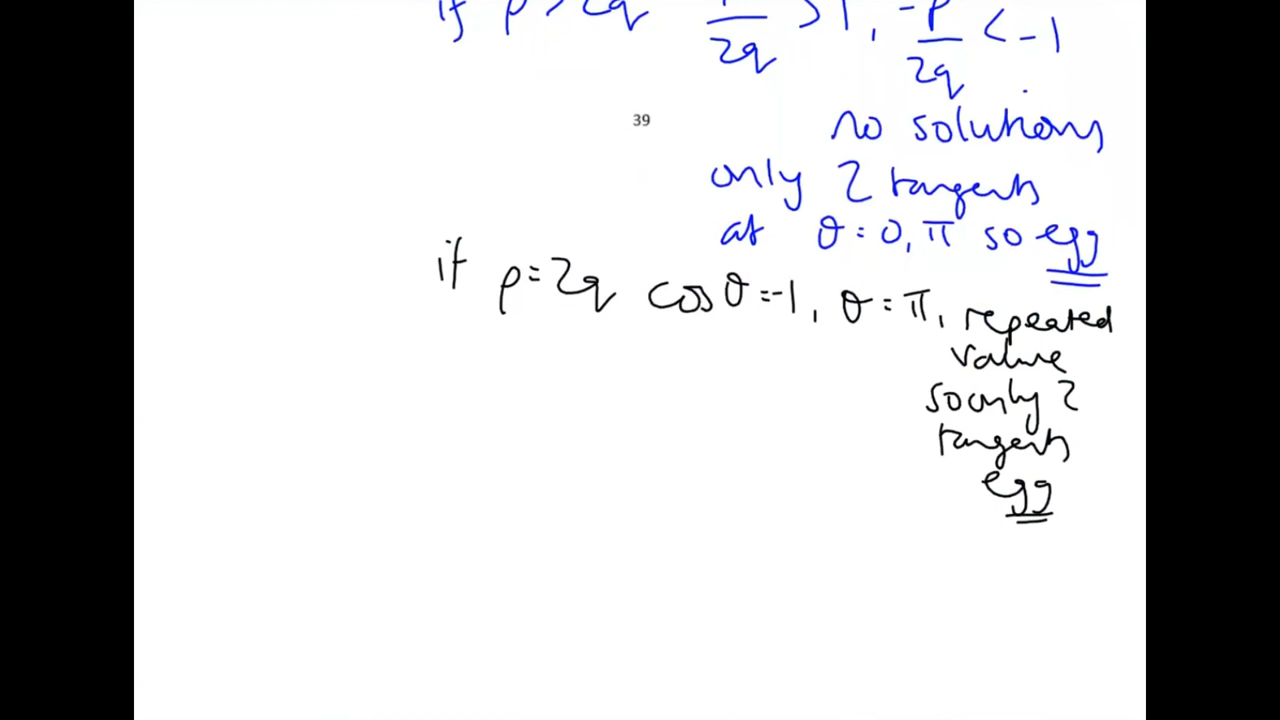 if p > 2q p/2q > 1, -p/2q < -1
39
no solutions
only 2 tangents
at θ = 0, π so egg
if p = 2q cos θ = -1, θ = π, repeated
value
so only 2
tangents
egg